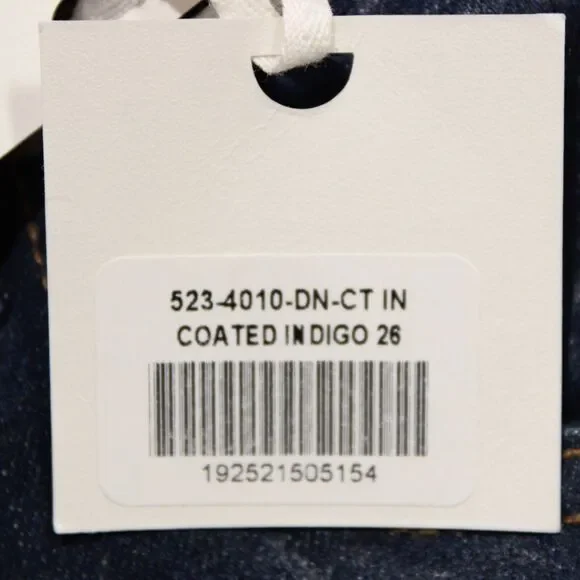 523-4010-DN-CT IN
COATED INDIGO 26
192521505154